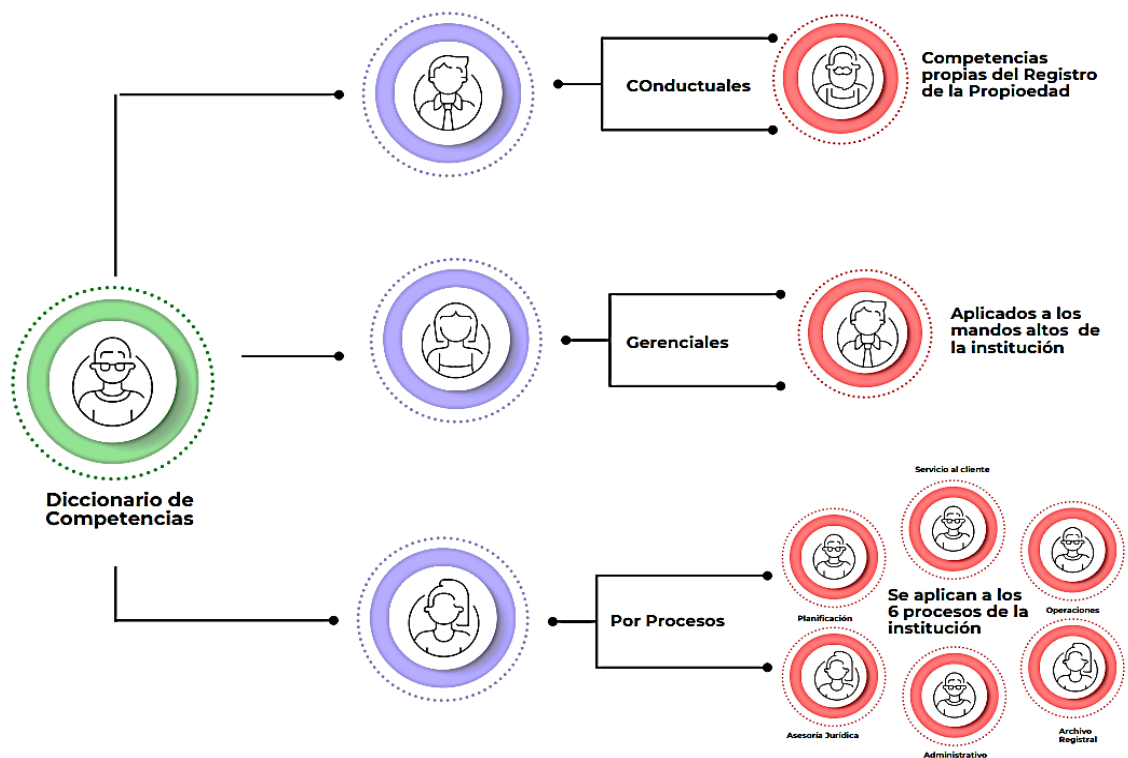 COnductuales
Competencias
propias del Registro
de la Propioedad
Gerenciales
Aplicados a los
mandos altos de
la institución
Diccionario de
Competencias
Por Procesos
Servicio al cliente
Planificación
Se aplican a los
6 procesos de la
institución
Operaciones
Asesoría Jurídica
Administrativo
Archivo
Registral